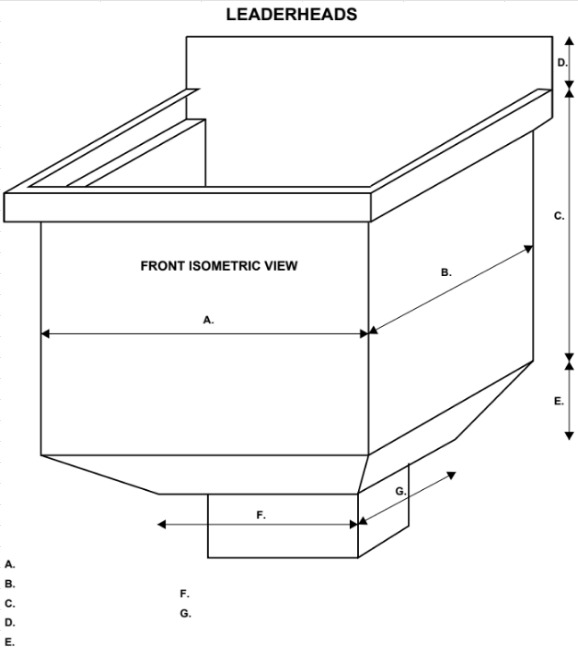 LEADERHEADS
D.
C.
FRONT ISOMETRIC VIEW
B.
A.
E.
G.
F.
A.
B.
C.
D.
E.
F.
G.